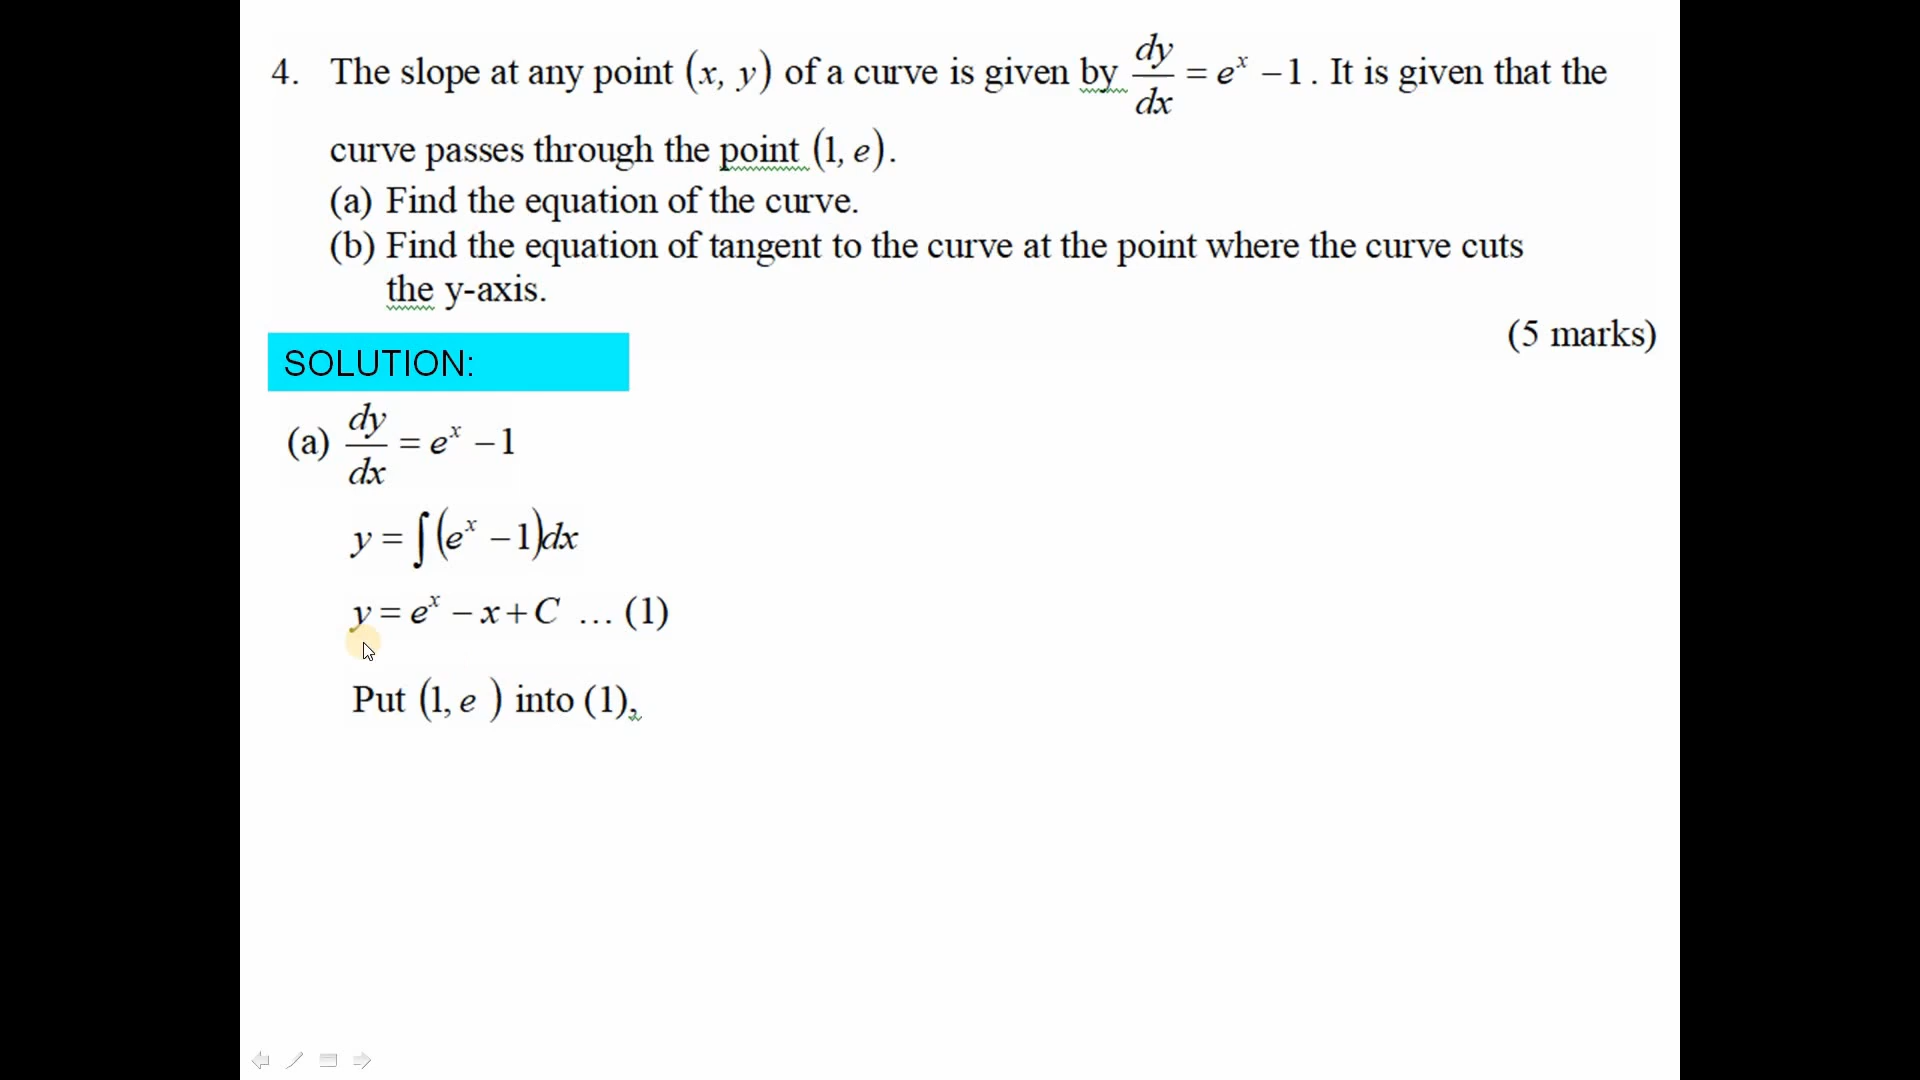 4. The slope at any point (x, y) of a curve is given by dy/dx = e^x − 1. It is given that the
curve passes through the point (1, e).
(a) Find the equation of the curve.
(b) Find the equation of tangent to the curve at the point where the curve cuts
the y-axis.
(5 marks)
SOLUTION:
(a) dy/dx = e^x − 1
y = ∫(e^x − 1)dx
y = e^x − x + C … (1)
Put (1, e ) into (1),